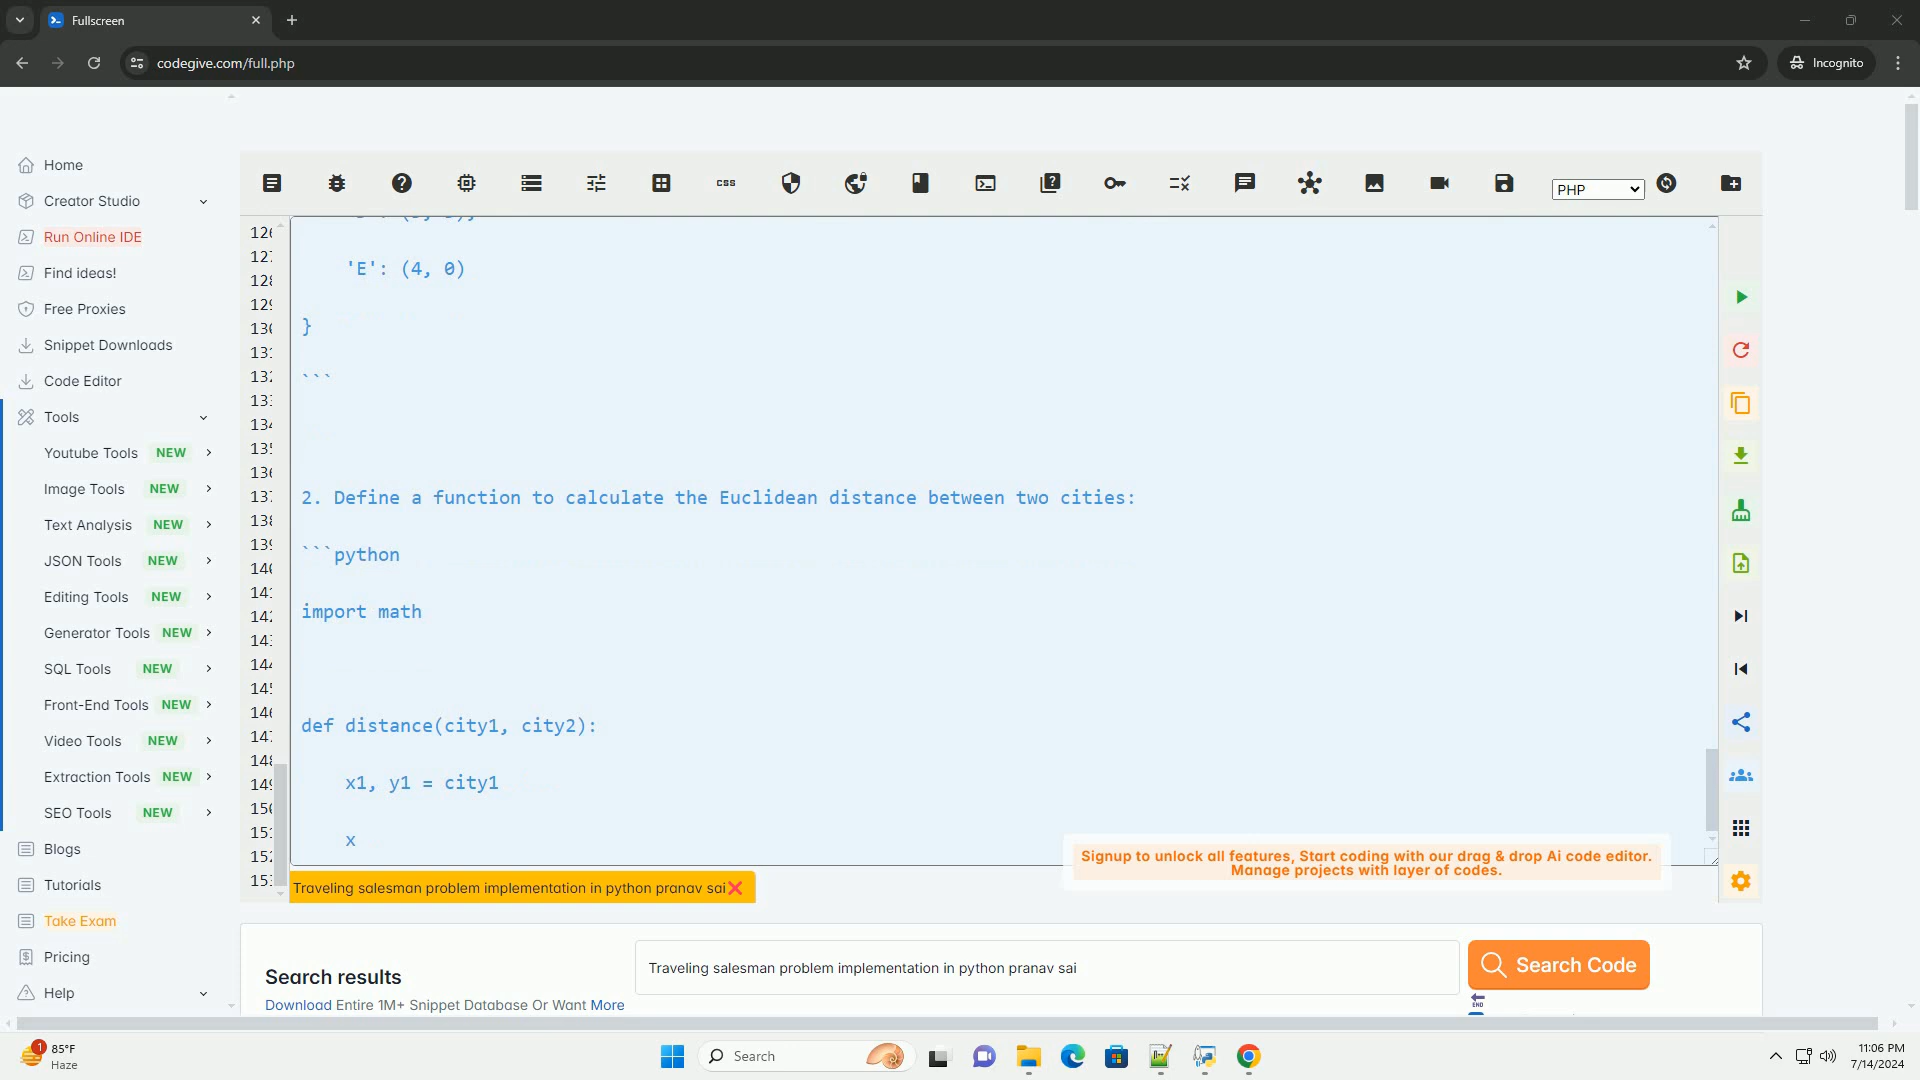 Fullscreen
codegive.com/full.php
Incognito
Home
Creator Studio
Run Online IDE
Find ideas!
Free Proxies
Snippet Downloads
Code Editor
Tools
Youtube Tools NEW
Image Tools NEW
Text Analysis NEW
JSON Tools NEW
Editing Tools NEW
Generator Tools NEW
SQL Tools NEW
Front-End Tools NEW
Video Tools NEW
Extraction Tools NEW
SEO Tools NEW
Blogs
Tutorials
Take Exam
Pricing
Help
css
PHP
'E': (4, 0)
}
```
2. Define a function to calculate the Euclidean distance between two cities:
```python
import math
def distance(city1, city2):
x1, y1 = city1
x
Signup to unlock all features, Start coding with our drag & drop Ai code editor.
Manage projects with layer of codes.
Traveling salesman problem implementation in python pranav sai
Search results
Download Entire 1M+ Snippet Database Or Want More
Traveling salesman problem implementation in python pranav sai
Search Code
END
1
85°F
Haze
Search
11:06 PM
7/14/2024